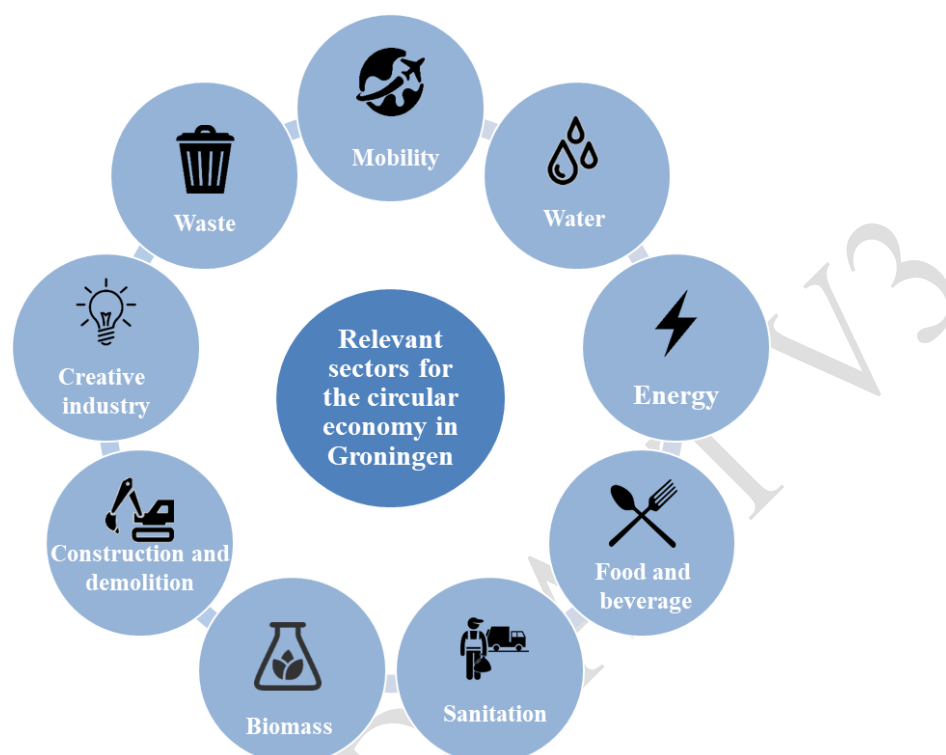 Mobility
Water
Energy
Food and
beverage
Sanitation
Biomass
Construction and
demolition
Creative
industry
Waste
Relevant
sectors for
the circular
economy in
Groningen
V3